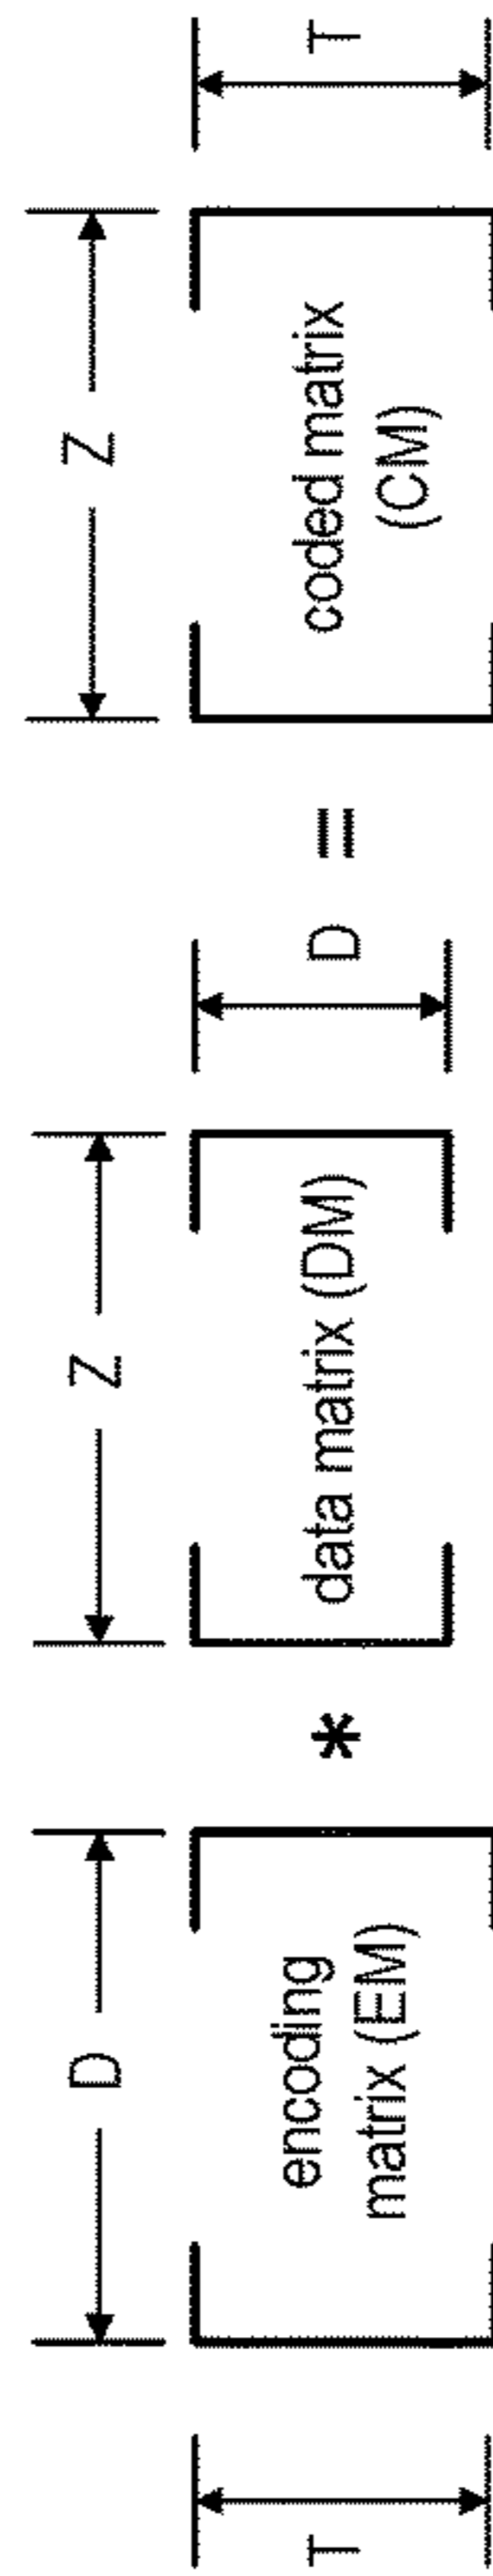 T
D
encoding
matrix (EM)
*
Z
data matrix (DM)
D
=
Z
coded matrix
(CM)
T